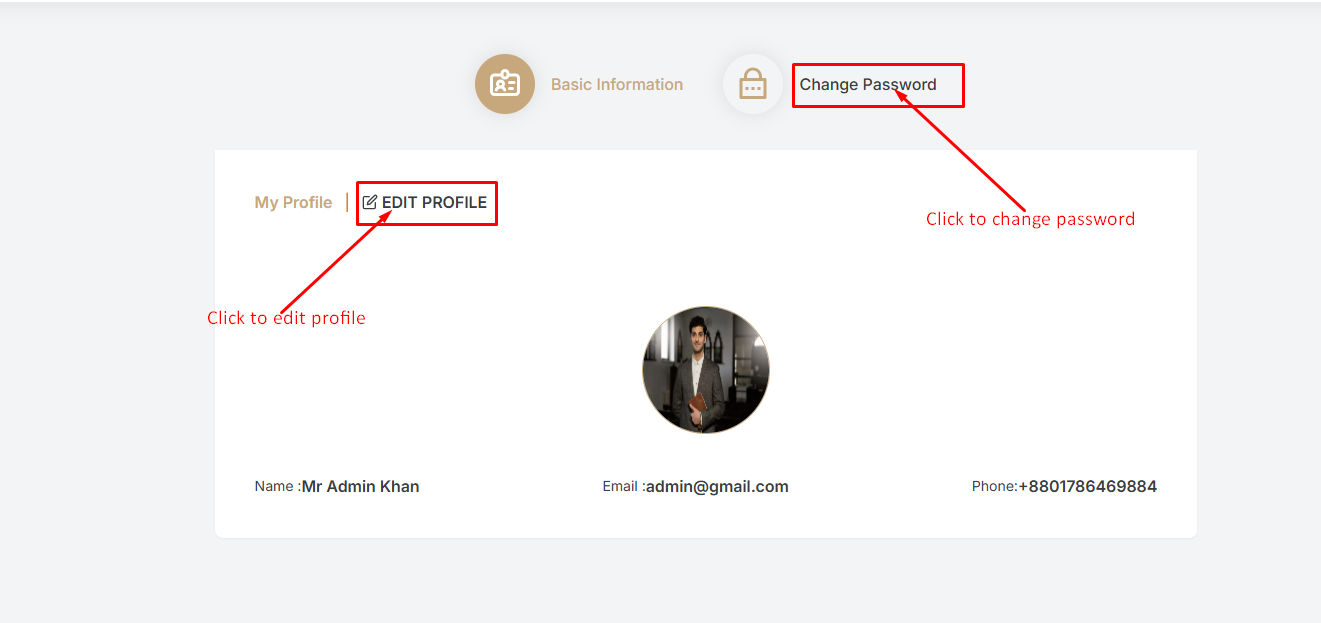 Basic Information
Change Password
My Profile | EDIT PROFILE
Click to change password
Click to edit profile
Name :Mr Admin Khan
Email :admin@gmail.com
Phone:+8801786469884